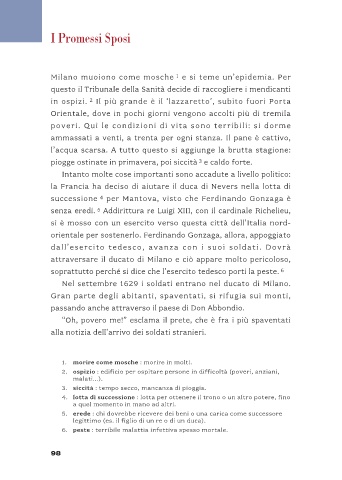 I Promessi Sposi
Milano muoiono come mosche 1 e si teme un'epidemia. Per
questo il Tribunale della Sanità decide di raccogliere i mendicanti
in ospizi. 2 Il più grande è il 'lazzaretto', subito fuori Porta
Orientale, dove in pochi giorni vengono accolti più di tremila
poveri. Qui le condizioni di vita sono terribili: si dorme
ammassati a venti, a trenta per ogni stanza. Il pane è cattivo,
l'acqua scarsa. A tutto questo si aggiunge la brutta stagione:
piogge ostinate in primavera, poi siccità 3 e caldo forte.
Intanto molte cose importanti sono accadute a livello politico:
la Francia ha deciso di aiutare il duca di Nevers nella lotta di
successione 4 per Mantova, visto che Ferdinando Gonzaga è
senza eredi. 5 Addirittura re Luigi XIII, con il cardinale Richelieu,
si è mosso con un esercito verso questa città dell'Italia nord-
orientale per sostenerlo. Ferdinando Gonzaga, allora, appoggiato
dall'esercito tedesco, avanza con i suoi soldati. Dovrà
attraversare il ducato di Milano e ciò appare molto pericoloso,
soprattutto perché si dice che l'esercito tedesco porti la peste. 6
Nel settembre 1629 i soldati entrano nel ducato di Milano.
Gran parte degli abitanti, spaventati, si rifugia sui monti,
passando anche attraverso il paese di Don Abbondio.
"Oh, povero me!" esclama il prete, che è fra i più spaventati
alla notizia dell'arrivo dei soldati stranieri.
1. morire come mosche : morire in molti.
2. ospizio : edificio per ospitare persone in difficoltà (poveri, anziani,
malati...).
3. siccità : tempo secco, mancanza di pioggia.
4. lotta di successione : lotta per ottenere il trono o un altro potere, fino
a quel momento in mano ad altri.
5. erede : chi dovrebbe ricevere dei beni o una carica come successore
legittimo (es. il figlio di un re o di un duca).
6. peste : terribile malattia infettiva spesso mortale.
98